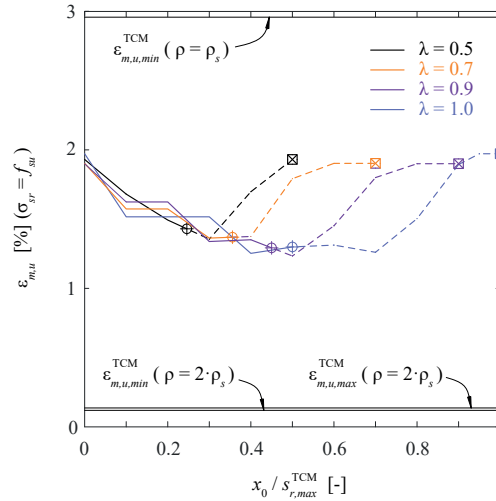 3
ε_{m,u,min}^{TCM} (ρ = ρ_s)
λ = 0.5
λ = 0.7
λ = 0.9
λ = 1.0
2
ε_{m,u} [%] (σ_{sr} = f_{su})
1
ε_{m,u,min}^{TCM} (ρ = 2·ρ_s)
ε_{m,u,max}^{TCM} (ρ = 2·ρ_s)
0
0 0.2 0.4 0.6 0.8
x_0 / s_{r,max}^{TCM} [-]